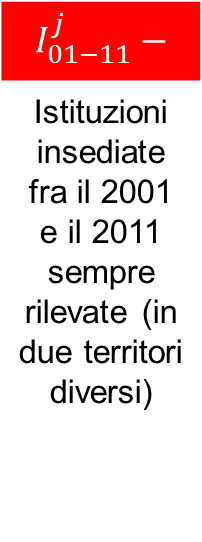 I^j_{01−11} −
Istituzioni
insediate
fra il 2001
e il 2011
sempre
rilevate (in
due territori
diversi)